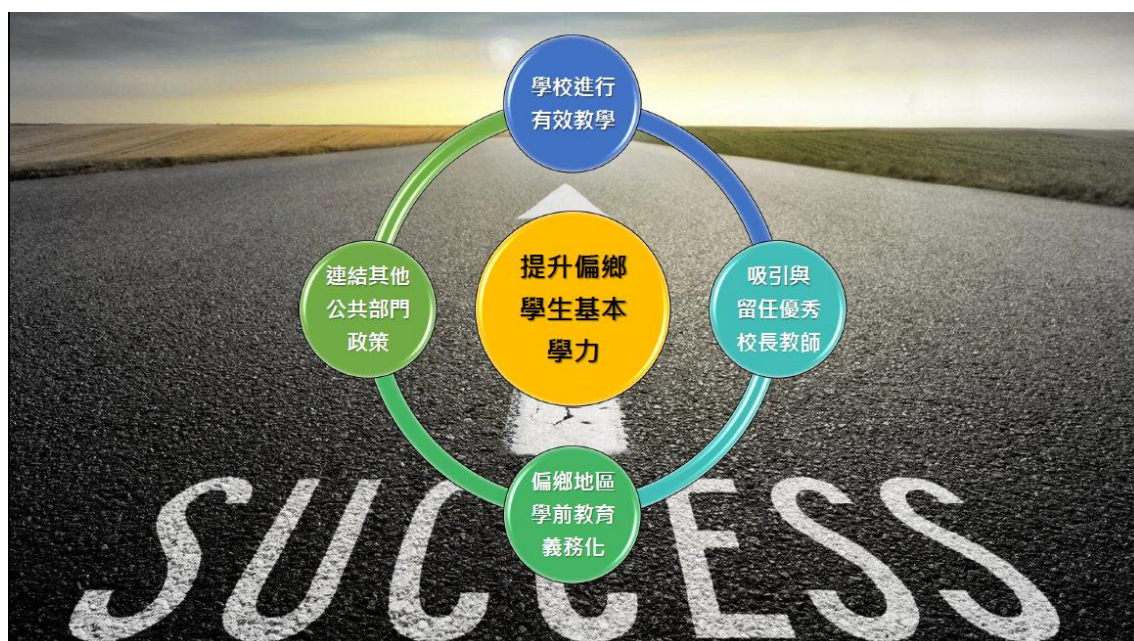 學校進行
有效教學
提升偏鄉
學生基本
學力
吸引與
留任優秀
校長教師
偏鄉地區
學前教育
義務化
連結其他
公共部門
政策
SUCCESS